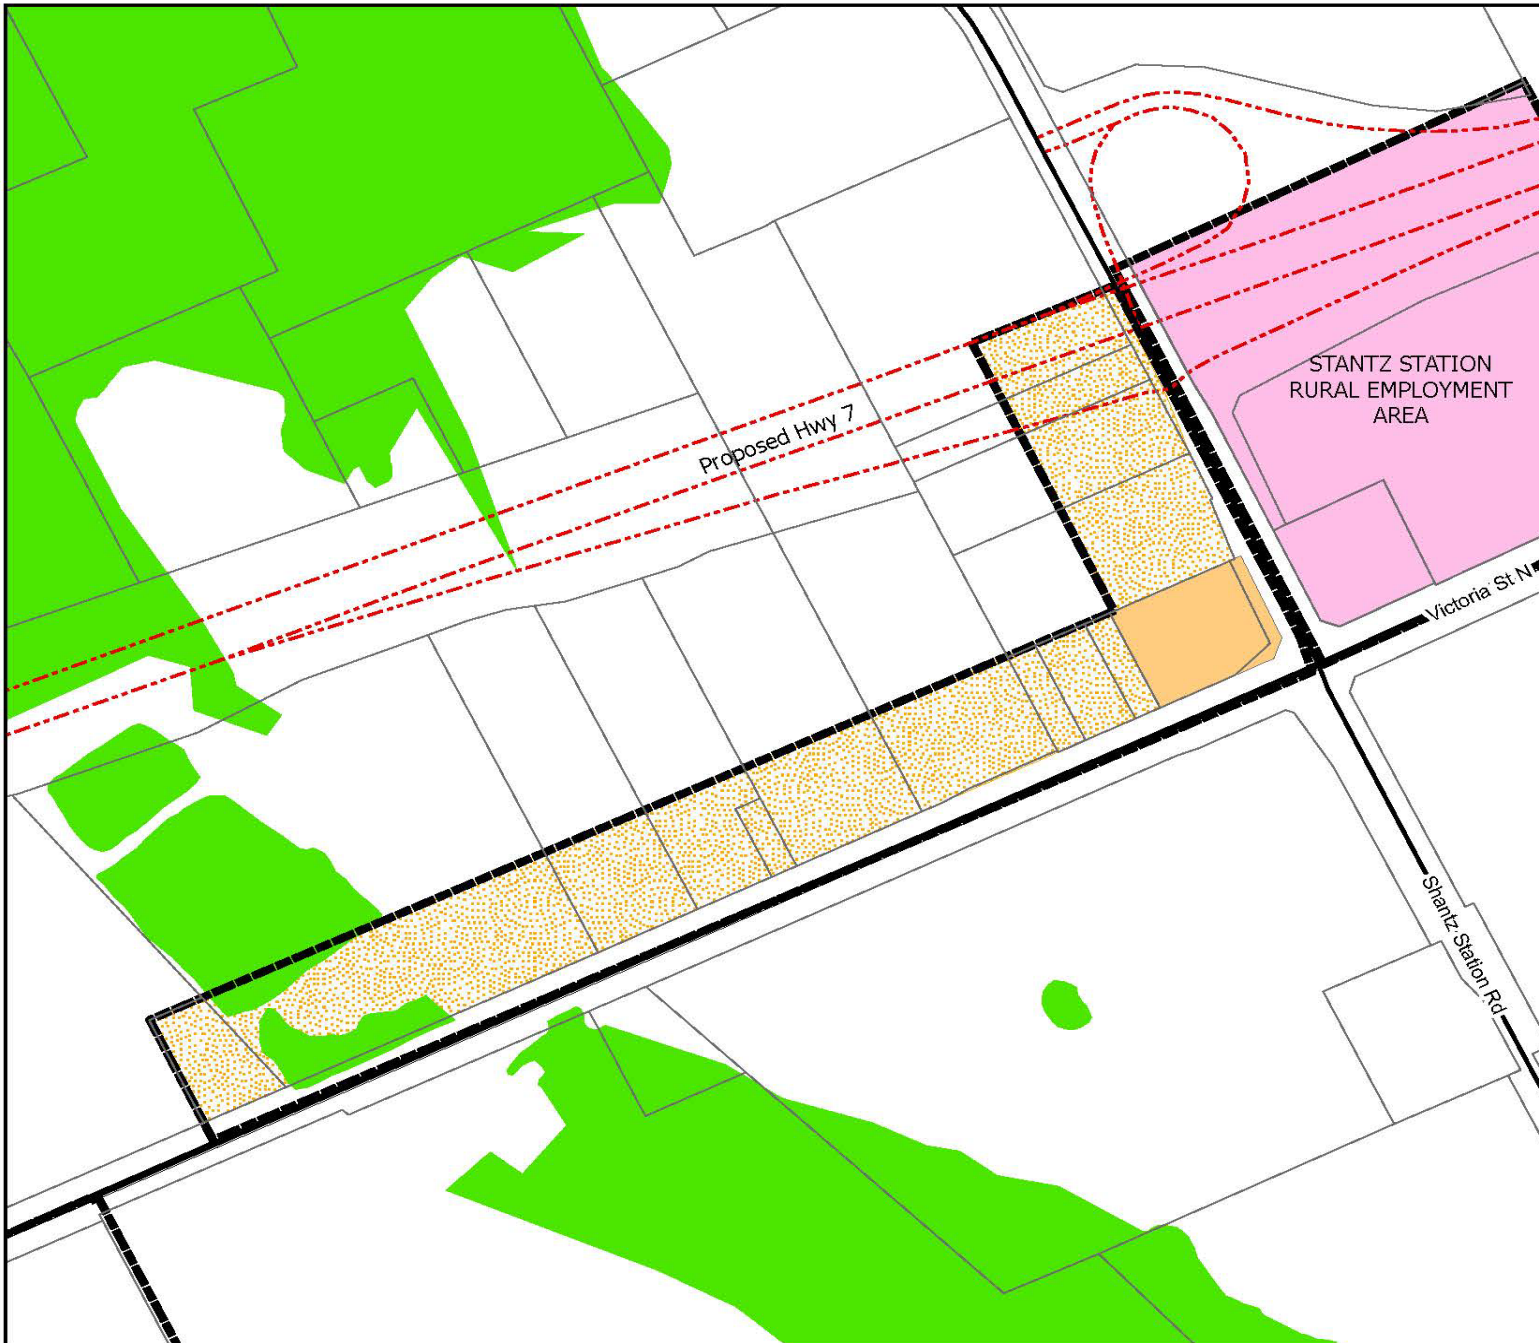 STANTZ STATION
RURAL EMPLOYMENT
AREA
Proposed Hwy 7
Victoria St N
Shantz Station Rd